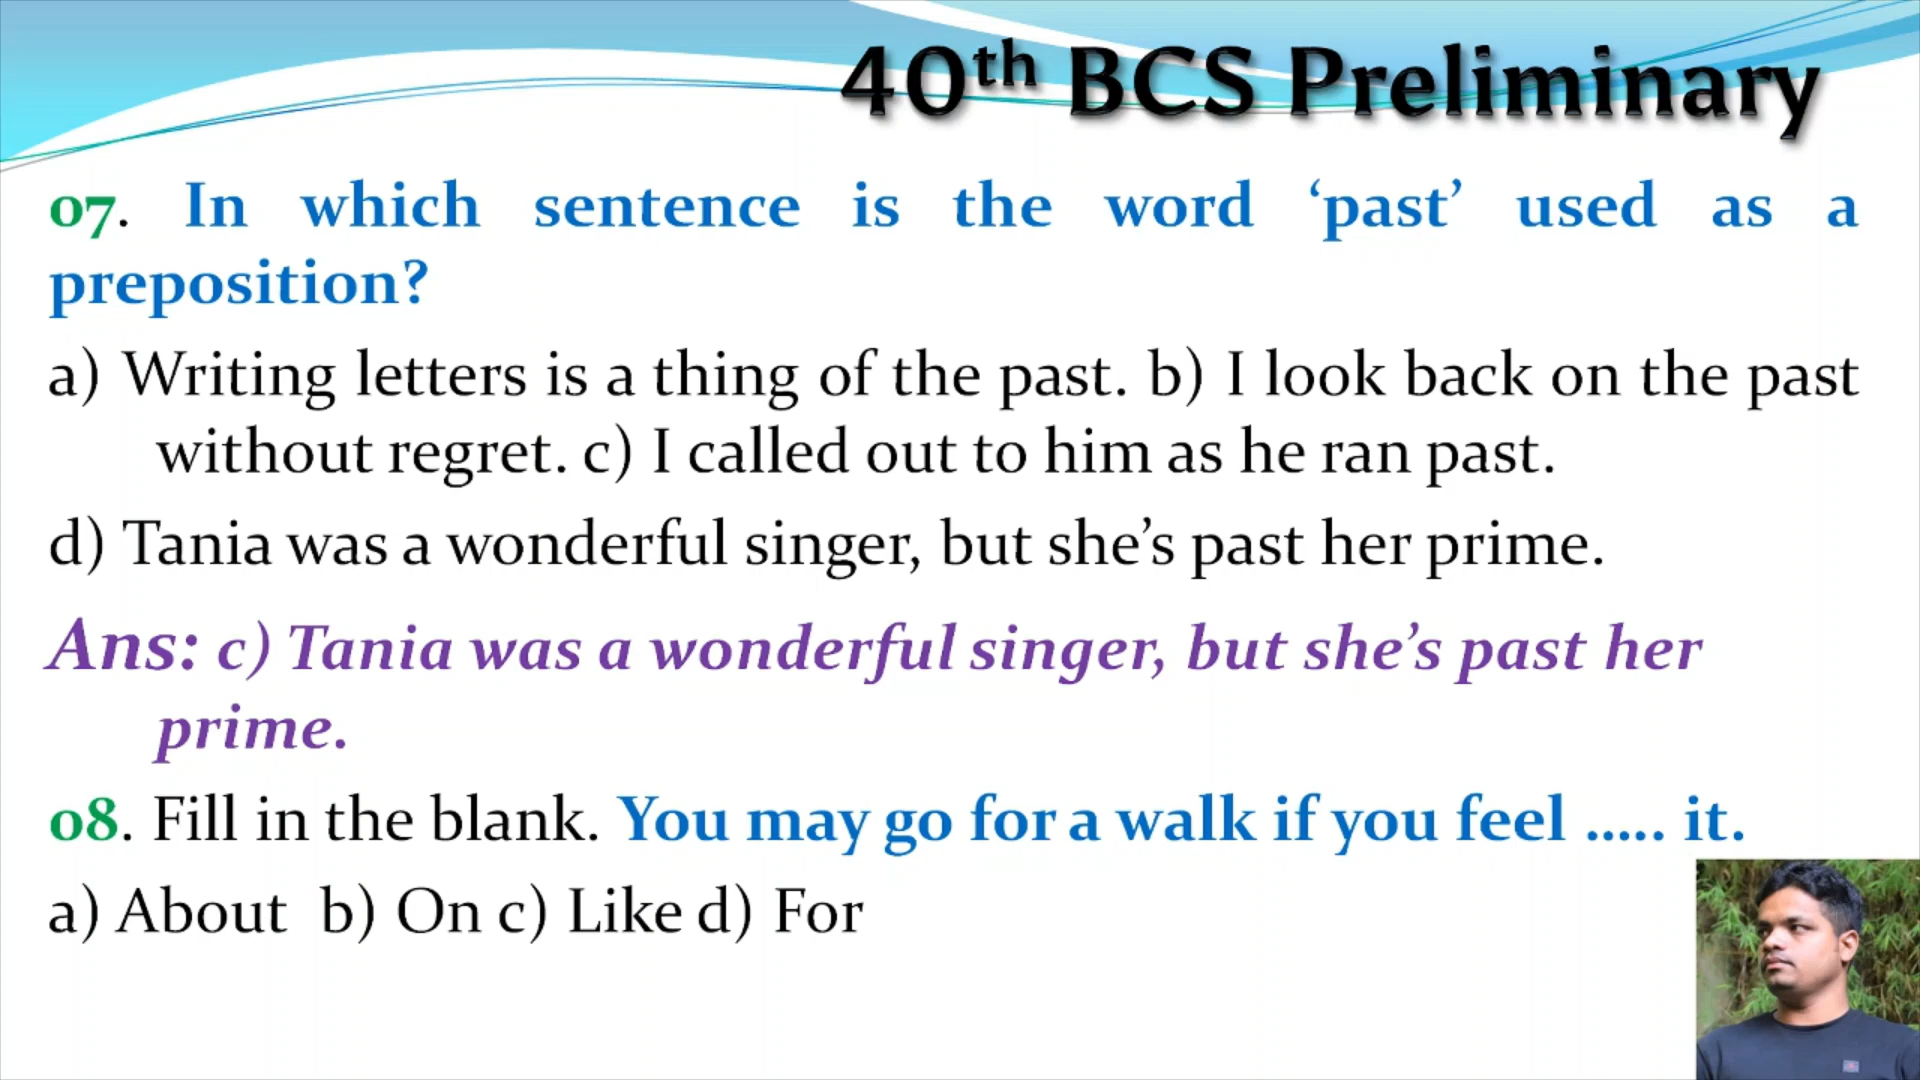 40th BCS Preliminary
07. In which sentence is the word ‘past’ used as a
preposition?
a) Writing letters is a thing of the past. b) I look back on the past
without regret. c) I called out to him as he ran past.
d) Tania was a wonderful singer, but she’s past her prime.
Ans: c) Tania was a wonderful singer, but she’s past her
prime.
08. Fill in the blank. You may go for a walk if you feel ..... it.
a) About b) On c) Like d) For